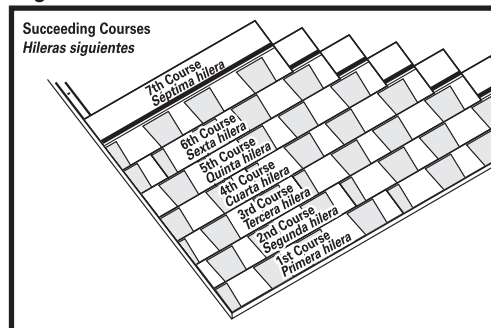 Succeeding Courses
Hileras siguientes
7th Course
Séptima hilera
6th Course
Sexta hilera
5th Course
Quinta hilera
4th Course
Cuarta hilera
3rd Course
Tercera hilera
2nd Course
Segunda hilera
1st Course
Primera hilera